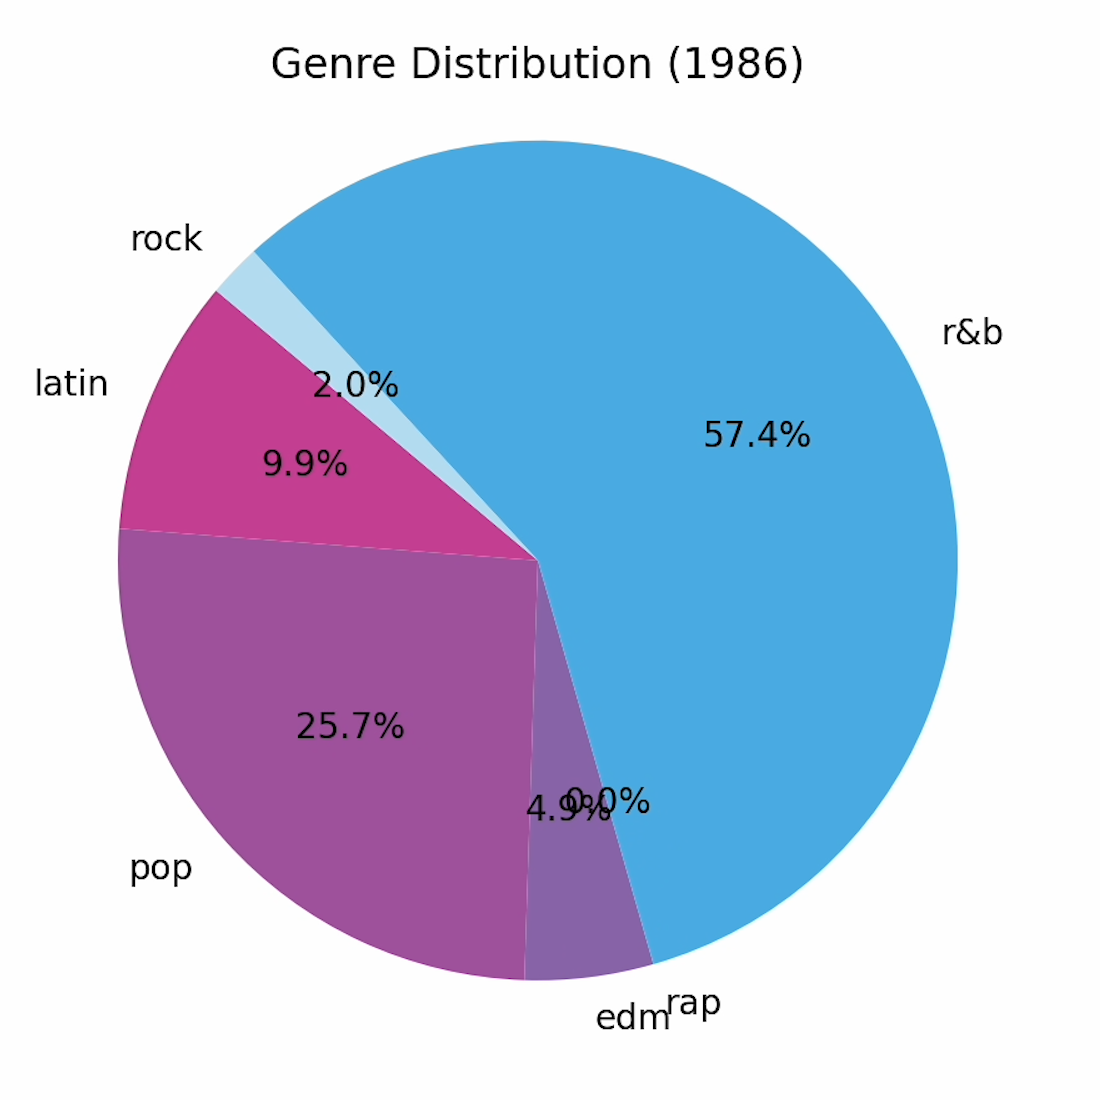 Genre Distribution (1986)
rock
r&b
latin
2.0%
57.4%
9.9%
25.7%
0.0%
4.9%
pop
rap
edm